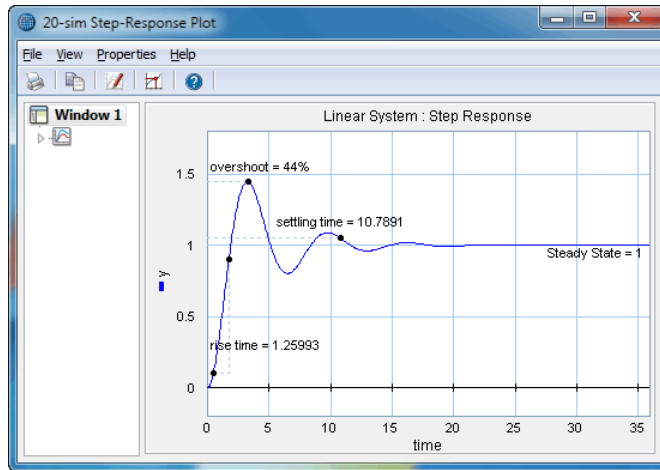 20-sim Step-Response Plot
File View Properties Help
Window 1
Linear System : Step Response
overshoot = 44%
settling time = 10.7891
Steady State = 1
rise time = 1.25993
y
1.5
1
0.5
0
0 5 10 15 20 25 30 35
time